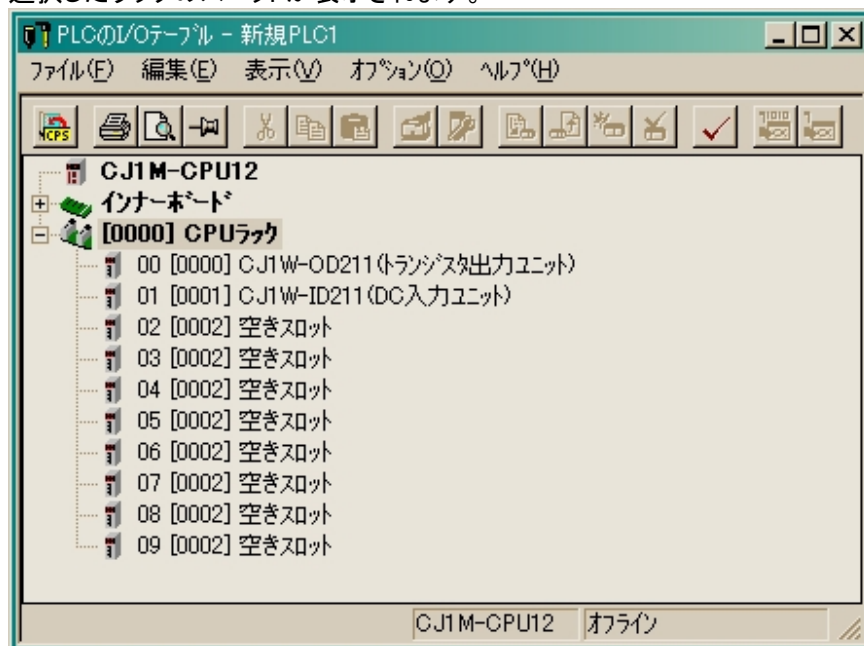 PLCのI/Oテーブル - 新規PLC1
ファイル(F) 編集(E) 表示(V) オプション(O) ヘルプ(H)
CPS
CJ1M-CPU12
インナーボード
[0000] CPUラック
00 [0000] CJ1W-OD211(トランジスタ出力ユニット)
01 [0001] CJ1W-ID211(DC入力ユニット)
02 [0002] 空きスロット
03 [0002] 空きスロット
04 [0002] 空きスロット
05 [0002] 空きスロット
06 [0002] 空きスロット
07 [0002] 空きスロット
08 [0002] 空きスロット
09 [0002] 空きスロット
CJ1M-CPU12 オフライン